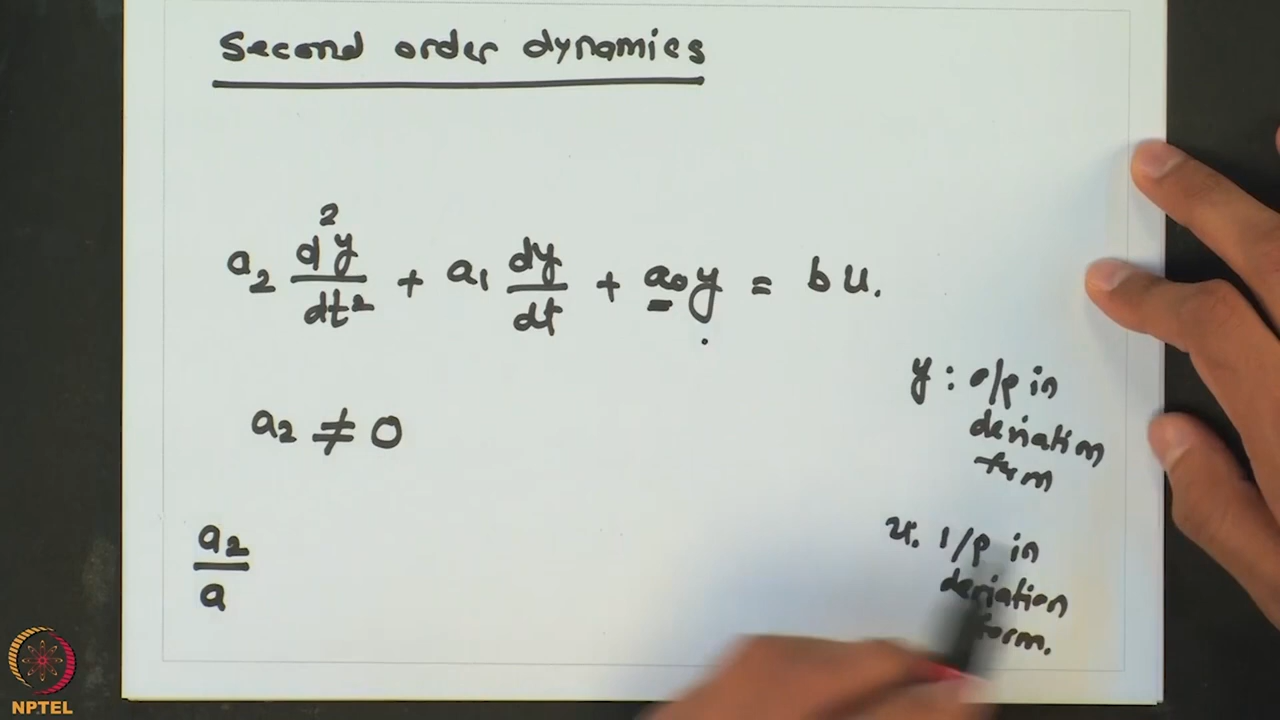 Second order dynamics
a₂ d²y/dt² + a₁ dy/dt + a₀y = bu.
y : o/p in
deviation
form
a₂ ≠ 0
u. i/p in
deviation
form.
a₂/a
NPTEL